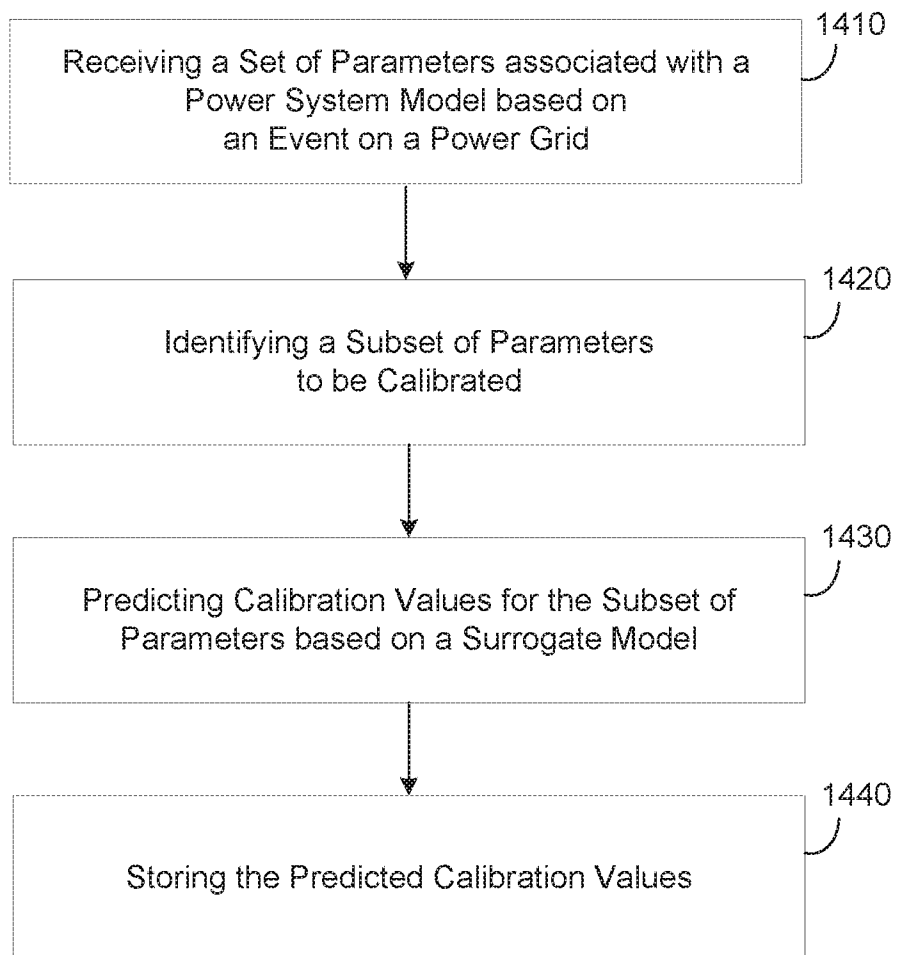 1410
Receiving a Set of Parameters associated with a
Power System Model based on
an Event on a Power Grid
1420
Identifying a Subset of Parameters
to be Calibrated
1430
Predicting Calibration Values for the Subset of
Parameters based on a Surrogate Model
1440
Storing the Predicted Calibration Values